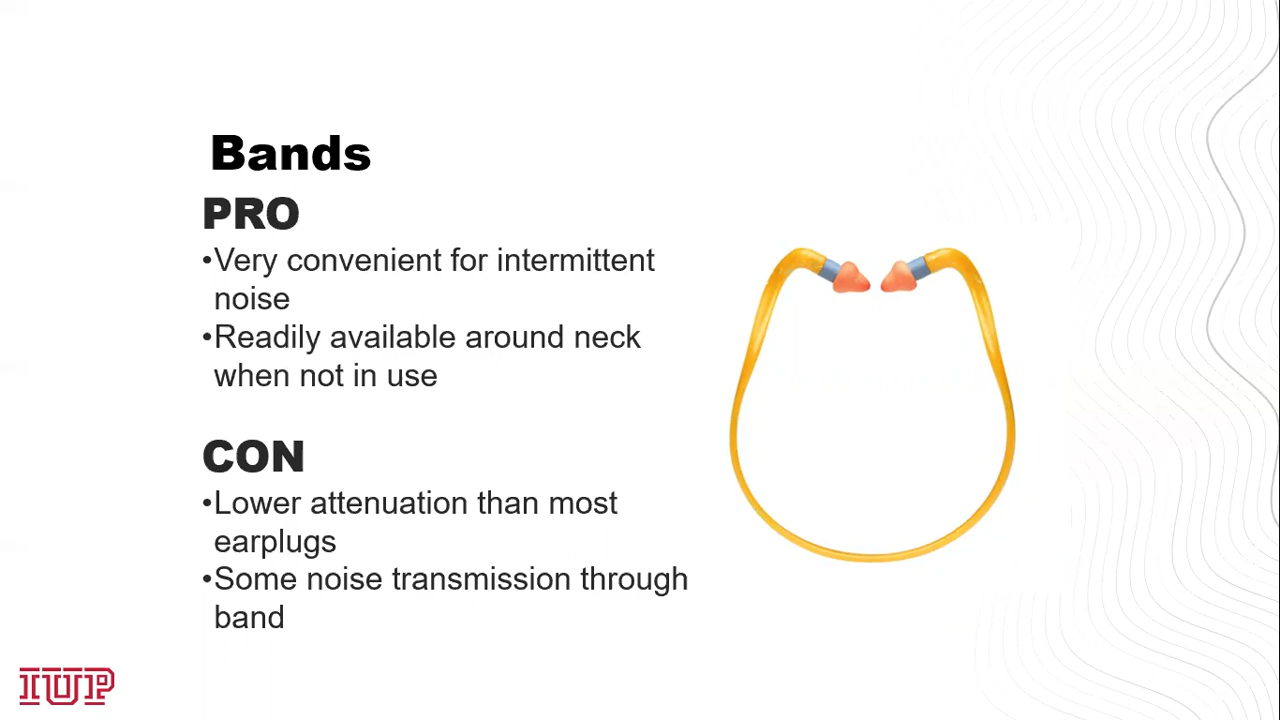 Bands
PRO
•Very convenient for intermittent
noise
•Readily available around neck
when not in use
CON
•Lower attenuation than most
earplugs
•Some noise transmission through
band
IUP